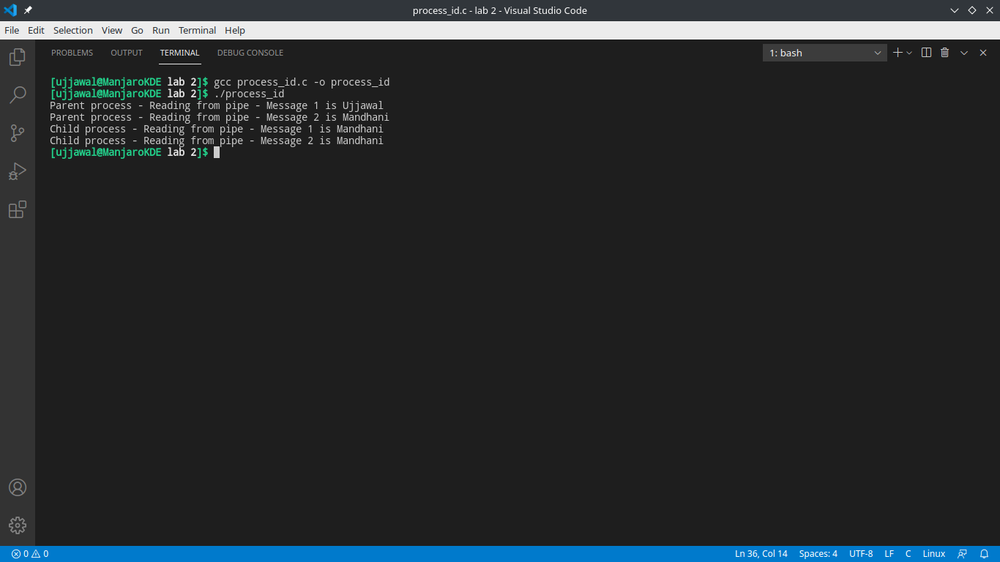 process_id.c - lab 2 - Visual Studio Code
File Edit Selection View Go Run Terminal Help
PROBLEMS OUTPUT TERMINAL DEBUG CONSOLE 1: bash
[ujjawal@ManjaroKDE lab 2]$ gcc process_id.c -o process_id
[ujjawal@ManjaroKDE lab 2]$ ./process_id
Parent process - Reading from pipe - Message 1 is Ujjawal
Parent process - Reading from pipe - Message 2 is Mandhani
Child process - Reading from pipe - Message 1 is Mandhani
Child process - Reading from pipe - Message 2 is Mandhani
[ujjawal@ManjaroKDE lab 2]$
0 0 Ln 36, Col 14 Spaces: 4 UTF-8 LF C Linux